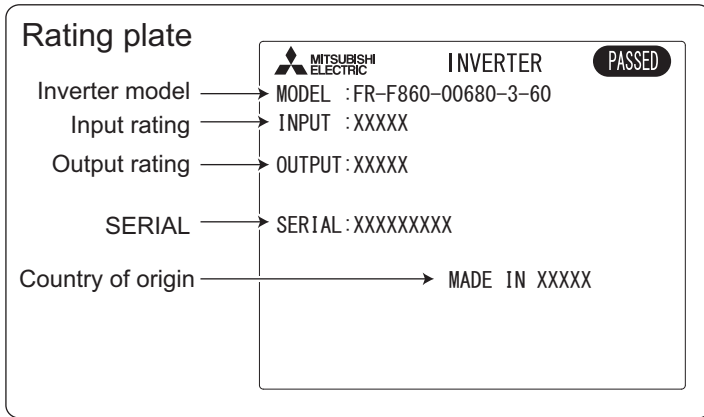 Rating plate
MITSUBISHI
ELECTRIC
INVERTER
PASSED
Inverter model
MODEL :FR-F860-00680-3-60
Input rating
INPUT :XXXXX
Output rating
OUTPUT:XXXXX
SERIAL
SERIAL:XXXXXXXXX
Country of origin
MADE IN XXXXX